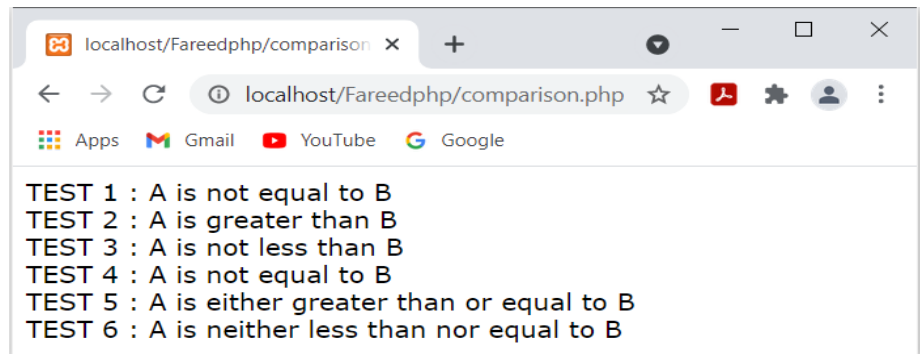 localhost/Fareedphp/comparison
localhost/Fareedphp/comparison.php
Apps Gmail YouTube Google
TEST 1 : A is not equal to B
TEST 2 : A is greater than B
TEST 3 : A is not less than B
TEST 4 : A is not equal to B
TEST 5 : A is either greater than or equal to B
TEST 6 : A is neither less than nor equal to B